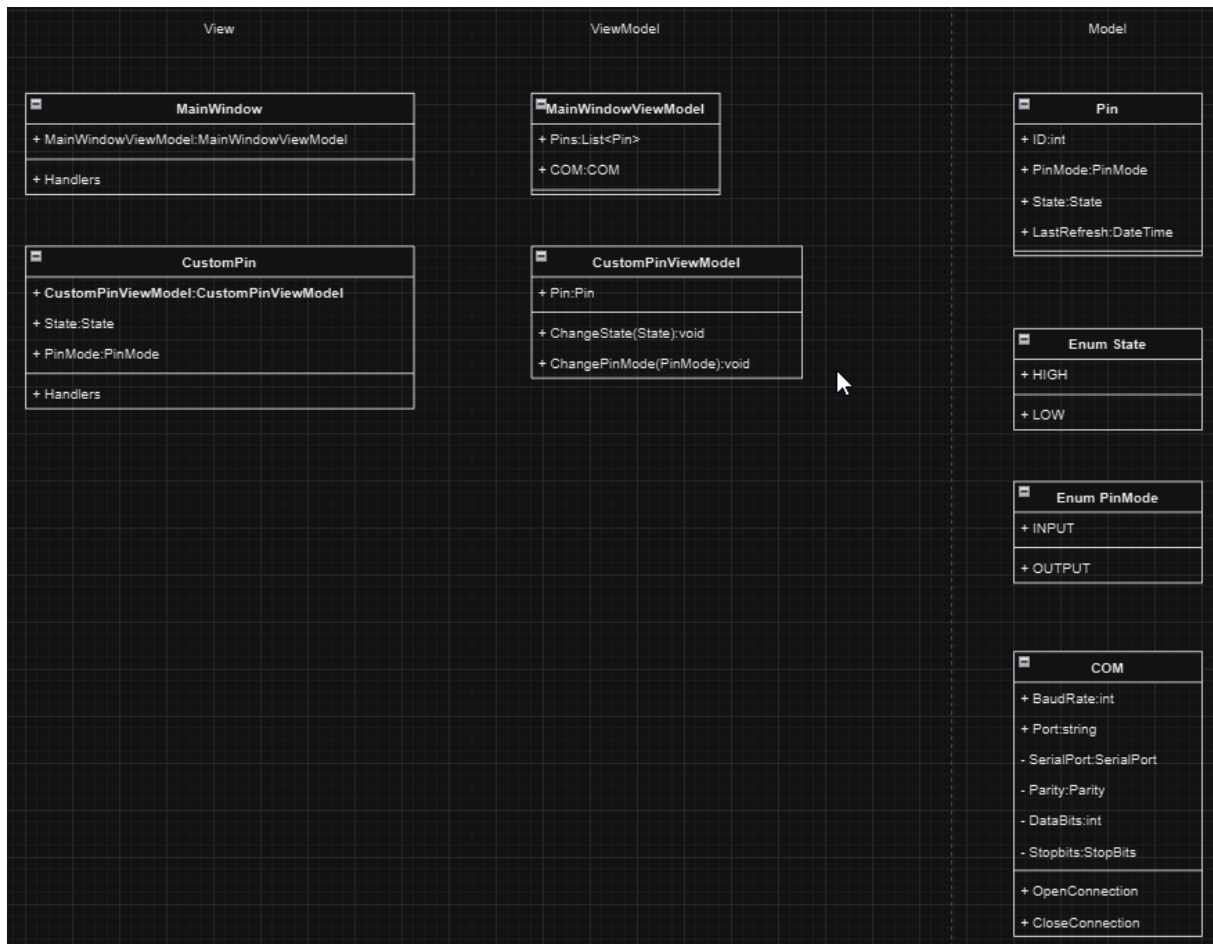 View
ViewModel
Model
MainWindow
+ MainWindowViewModel:MainWindowViewModel
+ Handlers
MainWindowViewModel
+ Pins:List<Pin>
+ COM:COM
Pin
+ ID:int
+ PinMode:PinMode
+ State:State
+ LastRefresh:DateTime
CustomPin
+ CustomPinViewModel:CustomPinViewModel
+ State:State
+ PinMode:PinMode
+ Handlers
CustomPinViewModel
+ Pin:Pin
+ ChangeState(State):void
+ ChangePinMode(PinMode):void
Enum State
+ HIGH
+ LOW
Enum PinMode
+ INPUT
+ OUTPUT
COM
+ BaudRate:int
+ Port:string
- SerialPort:SerialPort
- Parity:Parity
- DataBits:int
- Stopbits:StopBits
+ OpenConnection
+ CloseConnection